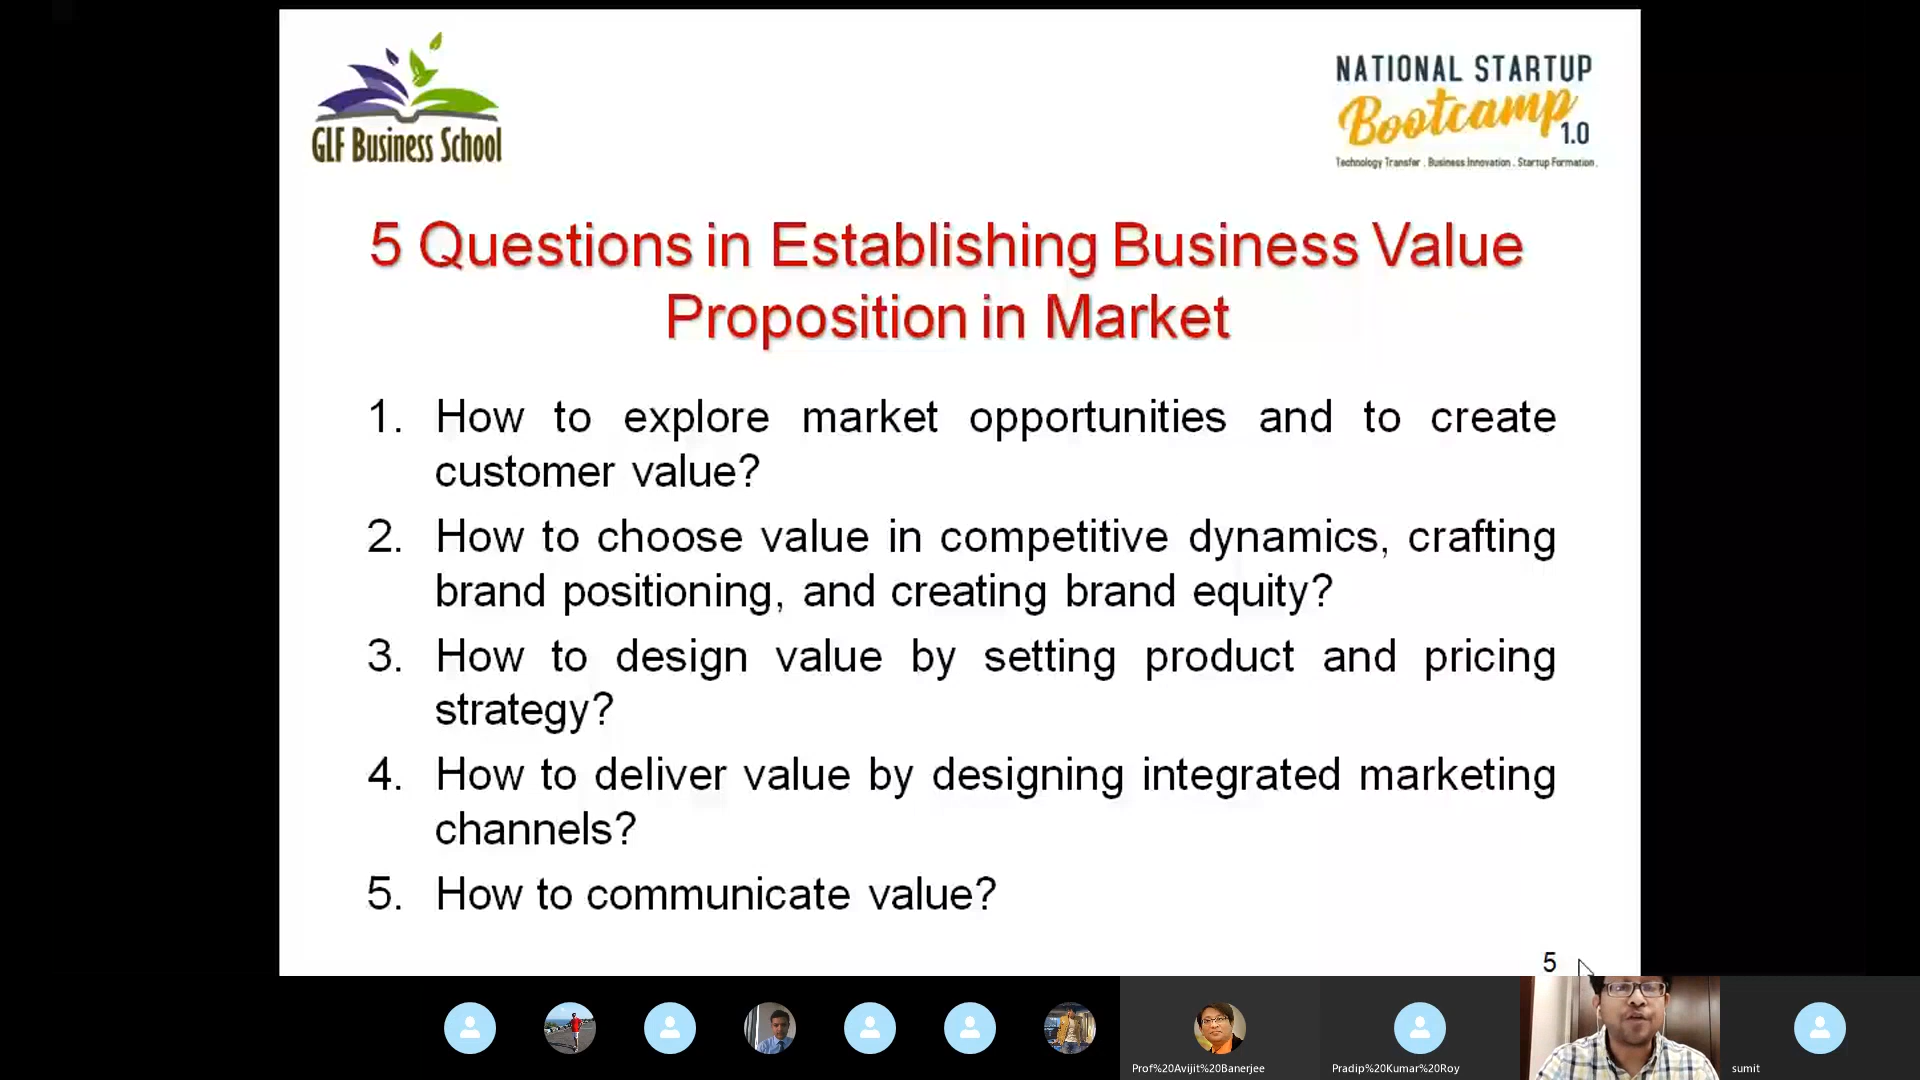 GLF Business School
NATIONAL STARTUP
Bootcamp
1.0
Technology Transfer . Business Innovation . Startup Formation .
5 Questions in Establishing Business Value
Proposition in Market
1. How to explore market opportunities and to create
customer value?
2. How to choose value in competitive dynamics, crafting
brand positioning, and creating brand equity?
3. How to design value by setting product and pricing
strategy?
4. How to deliver value by designing integrated marketing
channels?
5. How to communicate value?
5
Prof%20Avijit%20Banerjee
Pradip%20Kumar%20Roy
sumit